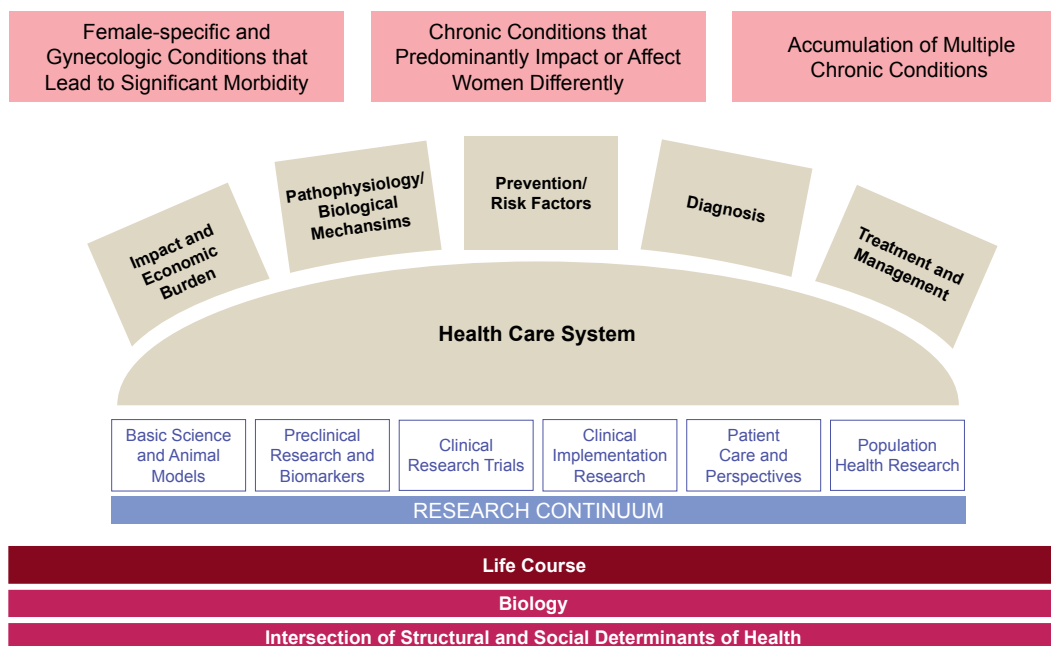 Female-specific and
Gynecologic Conditions that
Lead to Significant Morbidity
Chronic Conditions that
Predominantly Impact or Affect
Women Differently
Accumulation of Multiple
Chronic Conditions
Impact and
Economic
Burden
Pathophysiology/
Biological
Mechansims
Prevention/
Risk Factors
Diagnosis
Treatment and
Management
Health Care System
Basic Science
and Animal
Models
Preclinical
Research and
Biomarkers
Clinical
Research Trials
Clinical
Implementation
Research
Patient
Care and
Perspectives
Population
Health Research
RESEARCH CONTINUUM
Life Course
Biology
Intersection of Structural and Social Determinants of Health